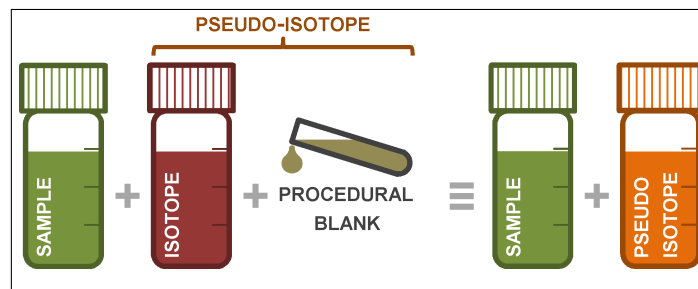 PSEUDO-ISOTOPE
SAMPLE
+
ISOTOPE
+
PROCEDURAL
BLANK
≡
SAMPLE
+
PSEUDO
ISOTOPE